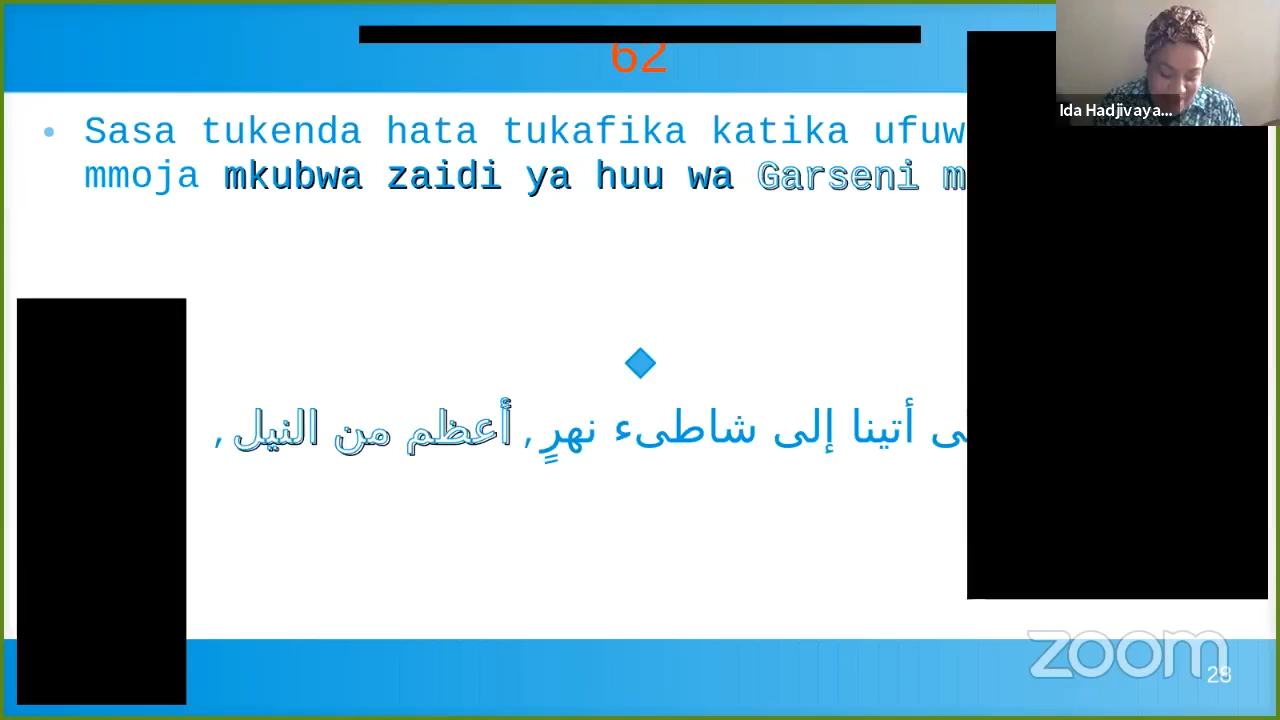 62
Ida Hadjivaya...
• Sasa tukenda hata tukafika katika
mmoja mkubwa zaidi ya huu wa Garseni
أتينا إلى شاطىء نهرٍ, أعظم من النيل,
zoom
28